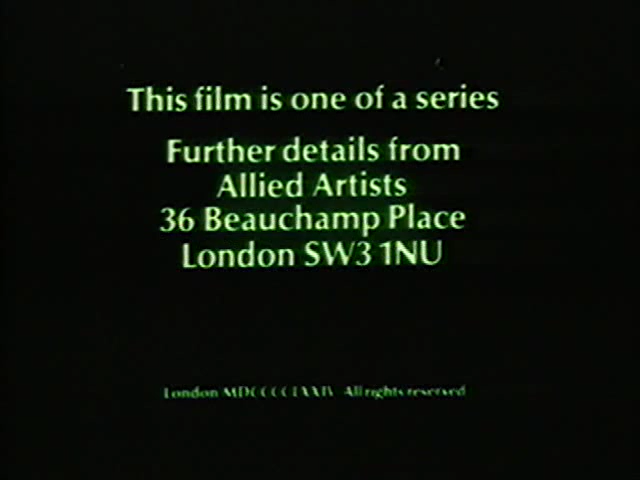 This film is one of a series
Further details from
Allied Artists
36 Beauchamp Place
London SW3 1NU
London MDCCCCLXXIV All rights reserved